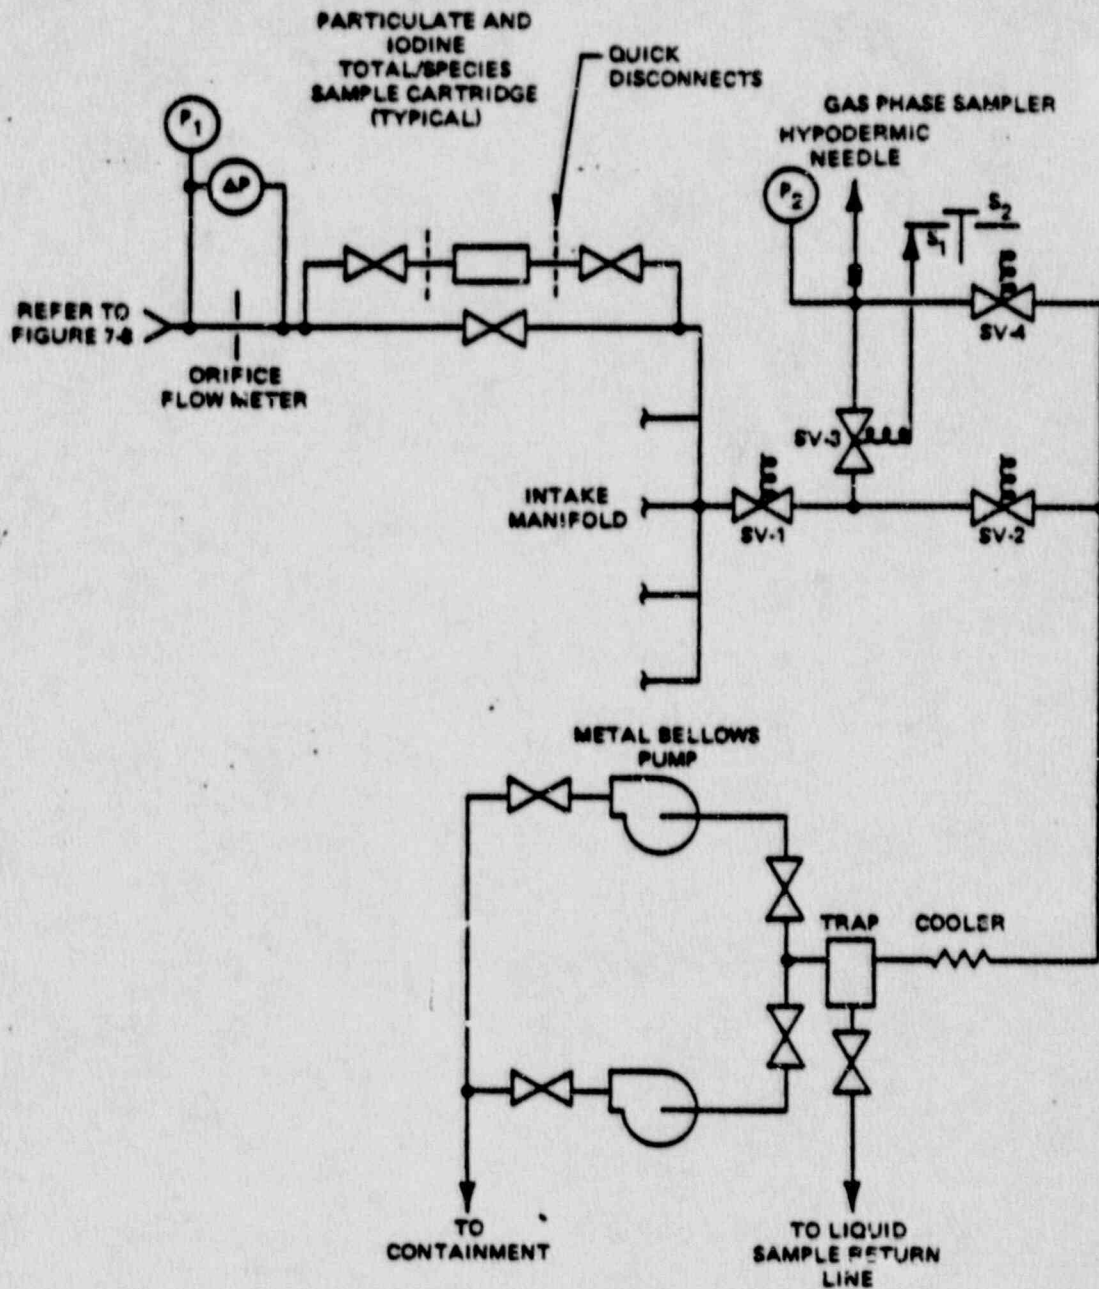 PARTICULATE AND
IODINE
TOTAL/SPECIES
SAMPLE CARTRIDGE
(TYPICAL)
QUICK
DISCONNECTS
GAS PHASE SAMPLER
HYPODERMIC
NEEDLE
P1
ΔP
P2
S1
S2
REFER TO
FIGURE 7-8
ORIFICE
FLOW METER
SV-4
SV-3
INTAKE
MANIFOLD
SV-1
SV-2
METAL BELLOWS
PUMP
TRAP
COOLER
TO
CONTAINMENT
TO LIQUID
SAMPLE RETURN
LINE